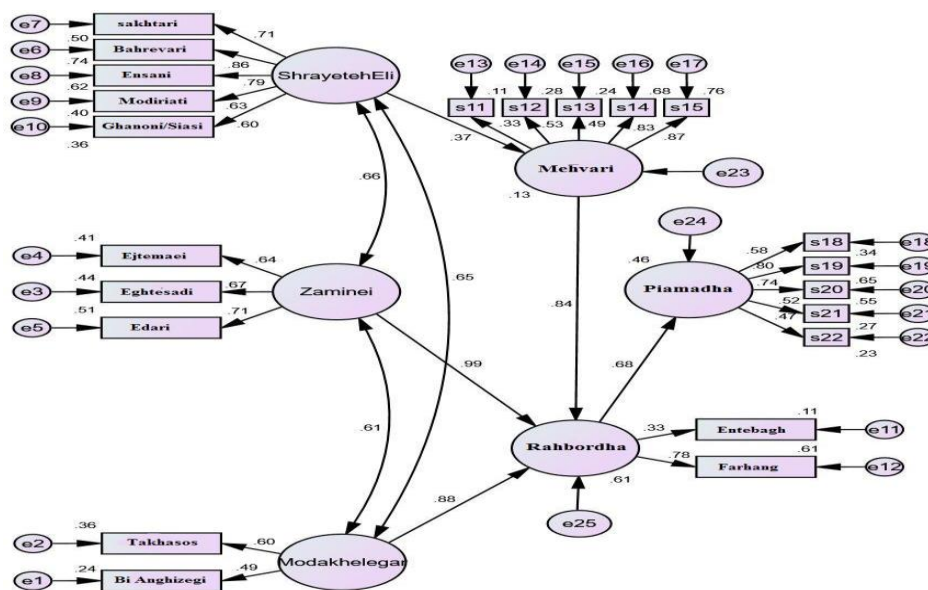 e7
sakhtari
.50
.71
e6
Bahrevari
.74
.86
e8
Ensani
.62
.79
e9
Modiriati
.40
.63
e10
Ghanoni/Siasi
.36
.60
ShrayetehEli
e13
e14
e15
e16
e17
.11
.28
.24
.68
.76
s11
s12
s13
s14
s15
.33
.53
.49
.83
.87
.37
Mehvari
.13
e23
.66
.65
.84
e24
.46
Piamadha
.58
s18
e18
.34
.80
s19
e19
.65
.74
s20
e20
.55
.52
s21
e21
.27
.47
s22
e22
.23
.41
e4
Ejtemaei
.64
.44
e3
Eghtesadi
.67
.51
e5
Edari
.71
Zaminei
.99
.61
.68
Rahbordha
.61
e25
.33
Entebagh
.11
e11
.78
Farhang
.61
e12
.88
.36
e2
Takhasos
.60
.24
e1
Bi Anghizegi
.49
Modakhelegar